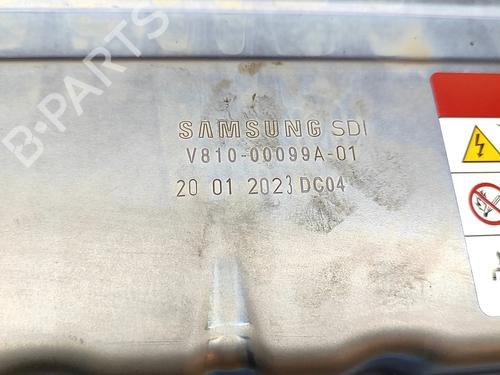 B-PARTS
SAMSUNG SDI
V810-00099A-01
20 01 2023 DC04